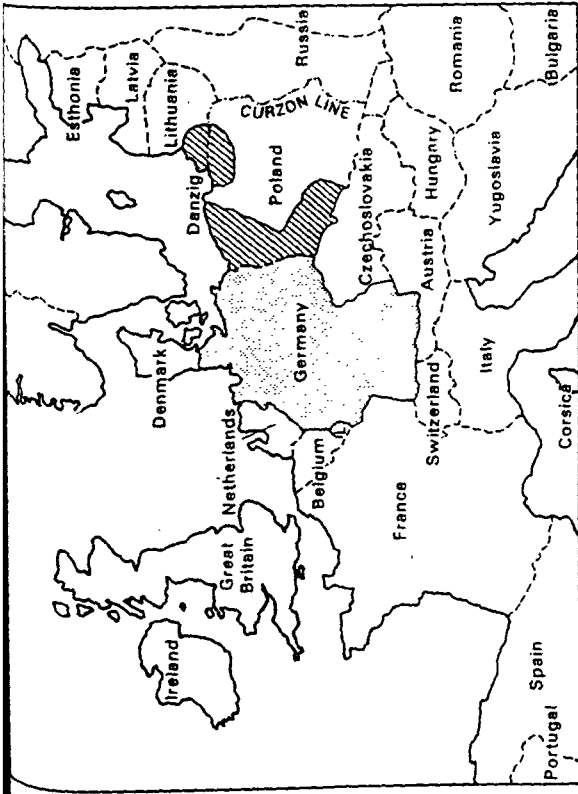 Esthonia
Latvia
Lithuania
Russia
CURZON LINE
Danzig
Poland
Romania
Bulgaria
Denmark
Germany
Czechoslovakia
Hungary
Yugoslavia
Austria
Netherlands
Belgium
L
Switzerland
Italy
Corsica
Great
Britain
France
Ireland
Spain
Portugal